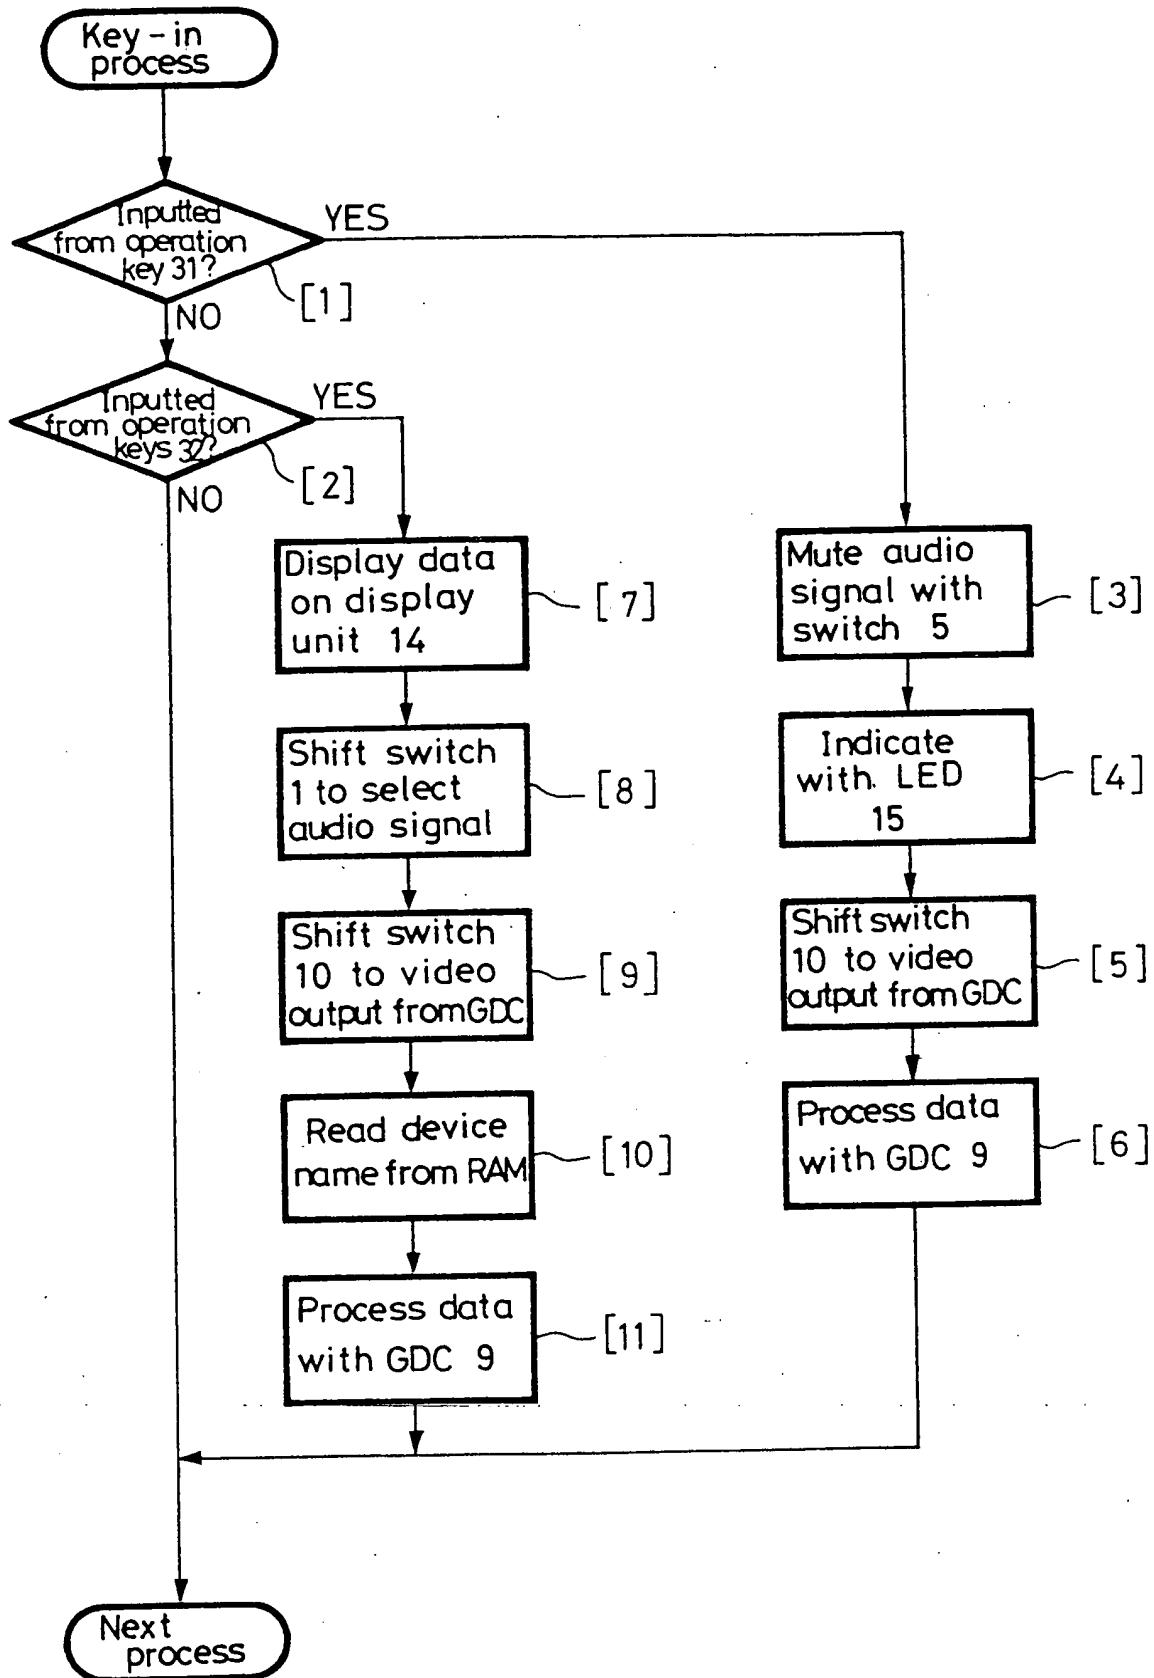 Key-in
process
Inputted
from operation
key 31?
YES
[1]
NO
Inputted
from operation
keys 32?
YES
[2]
NO
Display data
on display
unit 14
[7]
Shift switch
1 to select
audio signal
[8]
Shift switch
10 to video
output from GDC
[9]
Read device
name from RAM
[10]
Process data
with GDC 9
[11]
Mute audio
signal with
switch 5
[3]
Indicate
with LED
15
[4]
Shift switch
10 to video
output from GDC
[5]
Process data
with GDC 9
[6]
Next
process